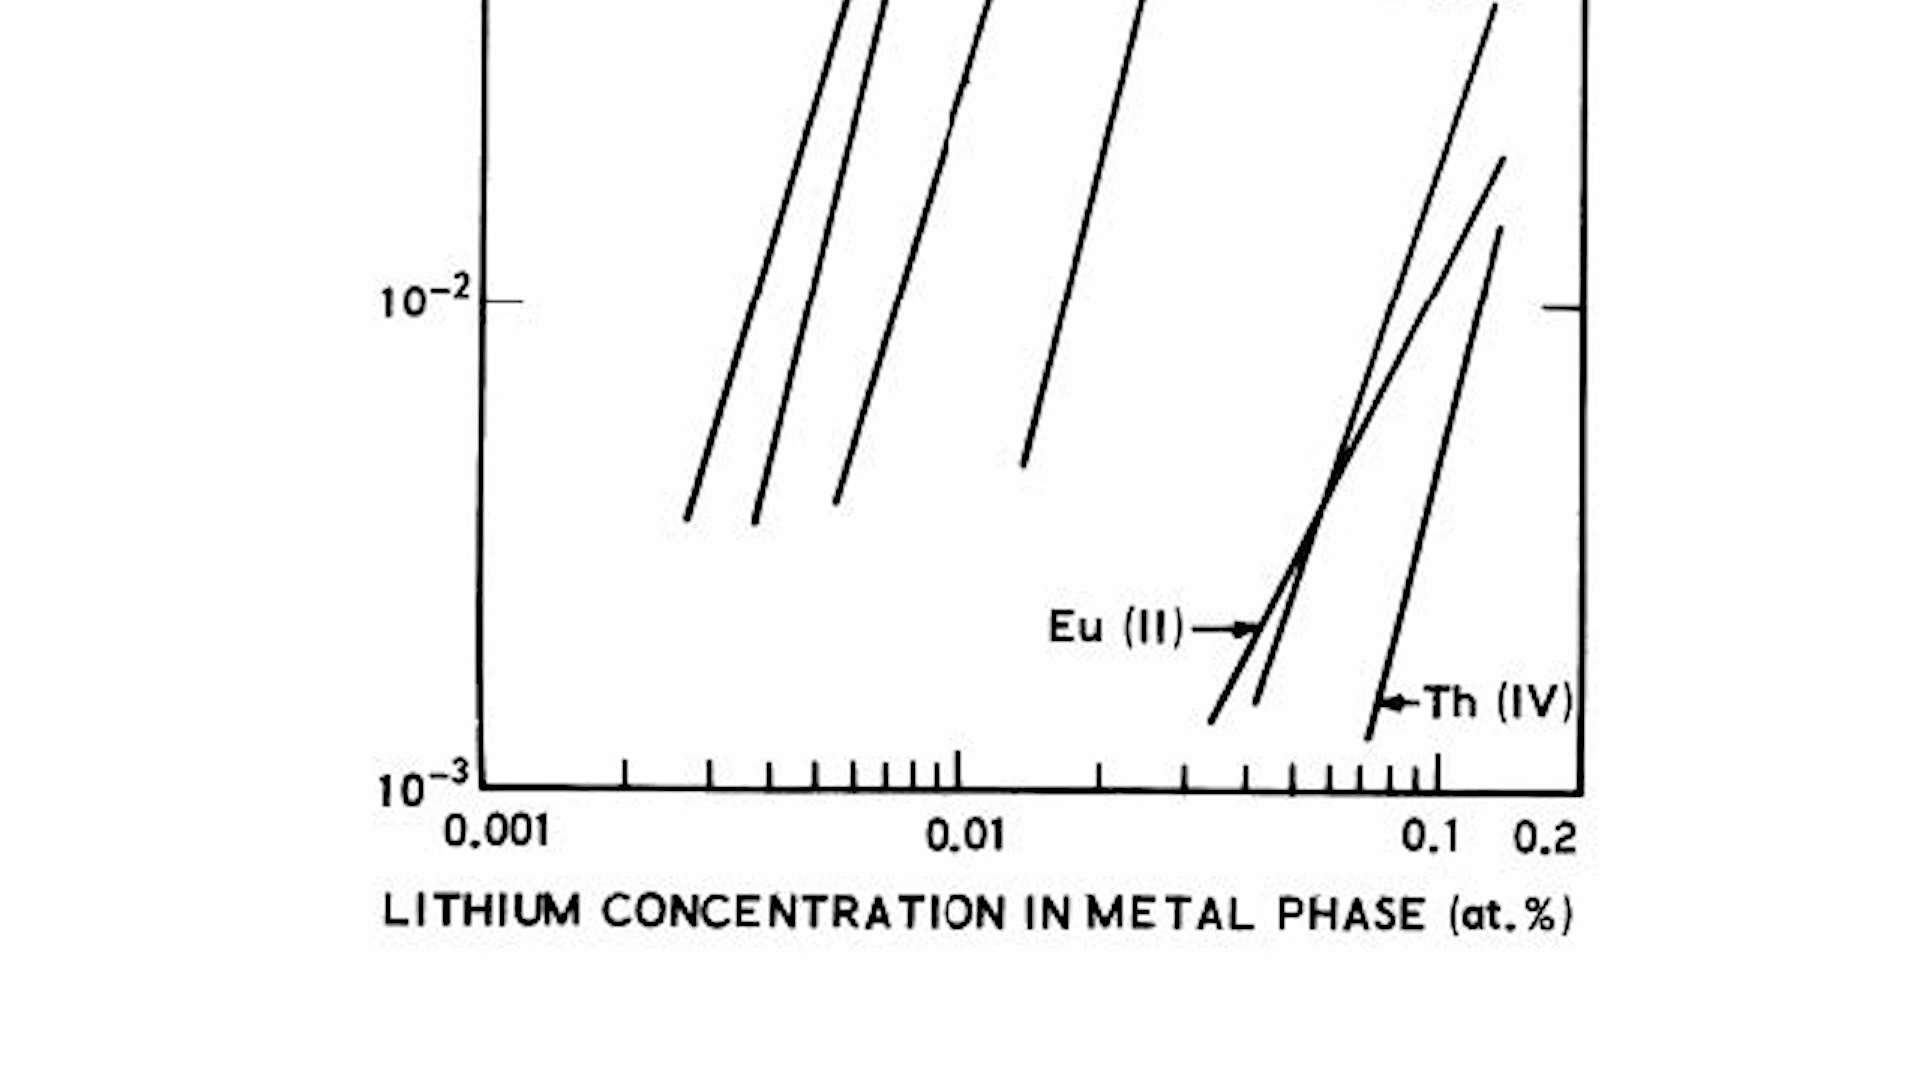 10⁻²
Eu (II)
Th (IV)
10⁻³
0.001 0.01 0.1 0.2
LITHIUM CONCENTRATION IN METAL PHASE (at.%)